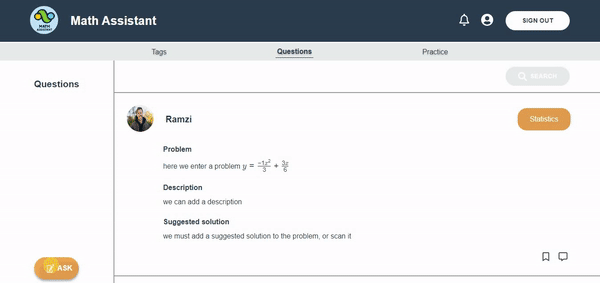 MATH
ASSISTANT
Math Assistant
SIGN OUT
Tags
Questions
Practice
Questions
SEARCH
Ramzi
Statistics
Problem
here we enter a problem y = \frac{-1x^2}{3} + \frac{3x}{6}
Description
we can add a description
Suggested solution
we must add a suggested solution to the problem, or scan it
ASK